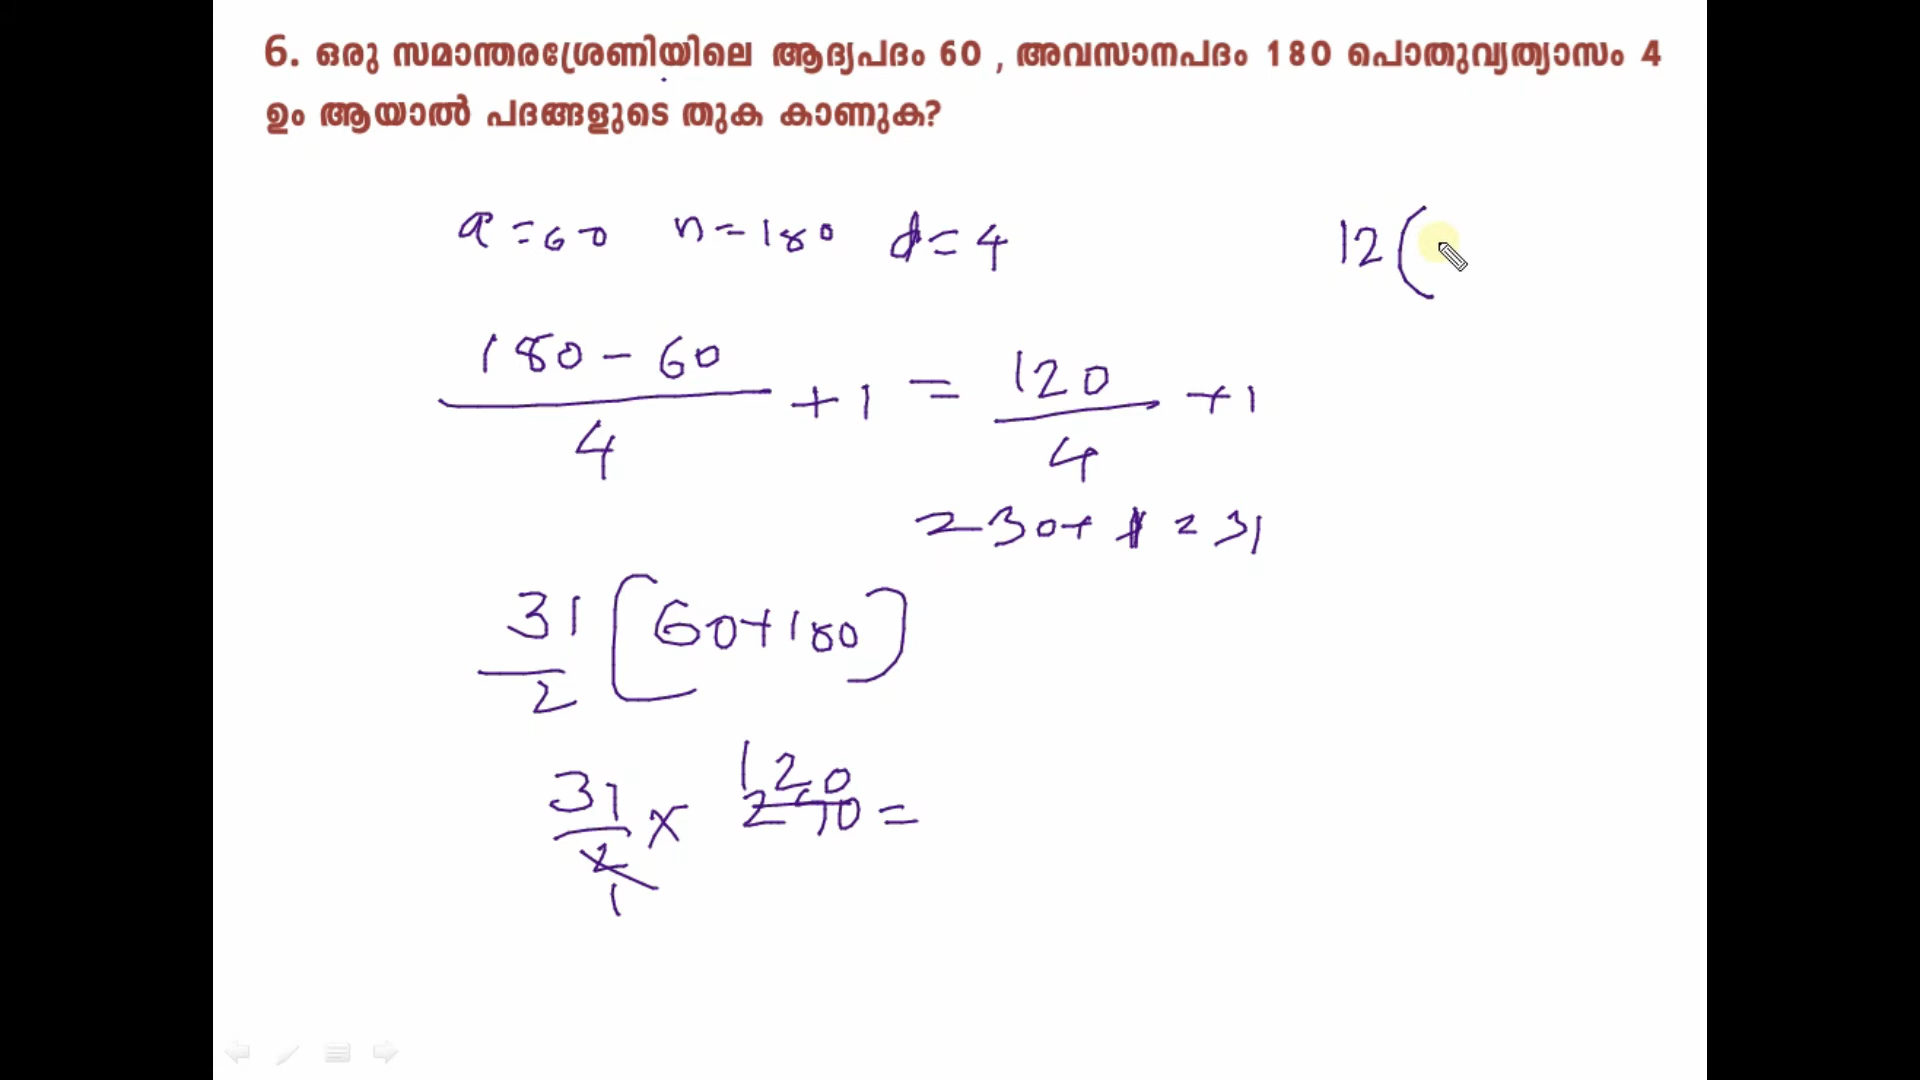 6. ഒരു സമാന്തരശ്രേണിയിലെ ആദ്യപദം 60 , അവസാനപദം 180 പൊതുവ്യത്യാസം 4
ഉം ആയാൽ പദങ്ങളുടെ തുക കാണുക?
a = 60 n = 180 d = 4
12 (
180 - 60
4
+ 1 =
120
4
+ 1
= 30 + 1 = 31
31
2
(60 + 180)
31
2
1
×
120
240 =